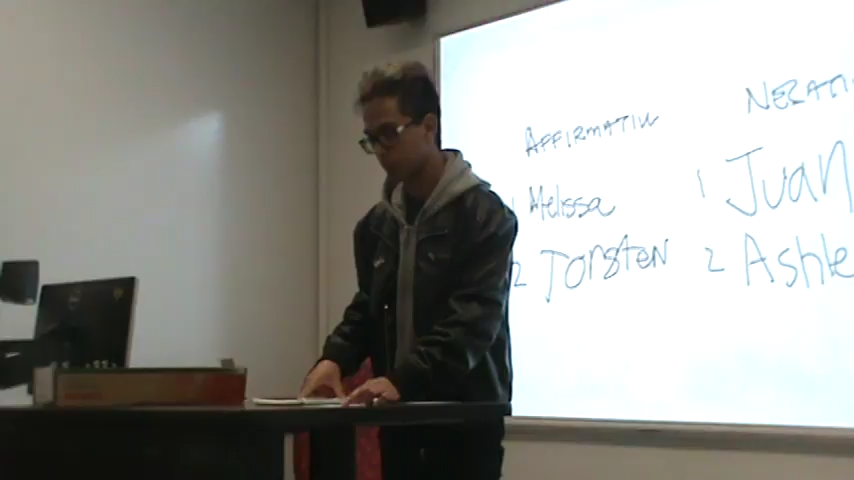 AFFIRMATIV
NEGATI
1 Melissa
1 Juan
2 Torsten
2 Ashle